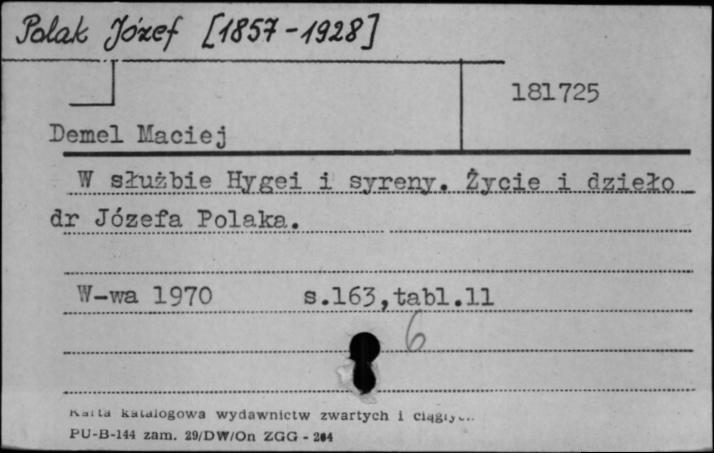 Polak Józef [1857-1928]
181725
Demel Maciej
W służbie Hygei i syreny. Życie i dzieło
dr Józefa Polaka.
W-wa 1970 s.163,tabl.11
6
Karta katalogowa wydawnictw zwartych i
PU-B-144 zam. 29/DW/On ZGG - 204